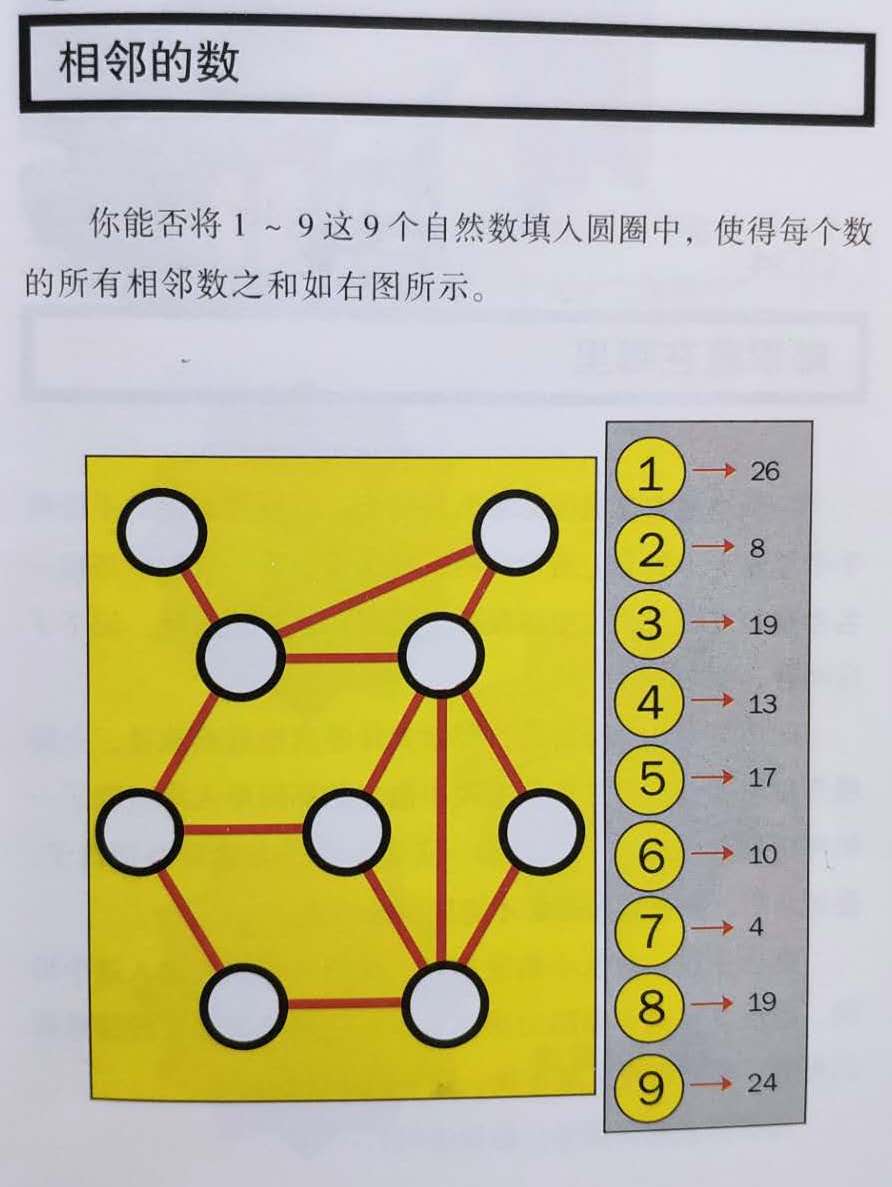 相邻的数
你能否将 1 ~ 9 这 9 个自然数填入圆圈中，使得每个数
的所有相邻数之和如右图所示。
1 → 26
2 → 8
3 → 19
4 → 13
5 → 17
6 → 10
7 → 4
8 → 19
9 → 24